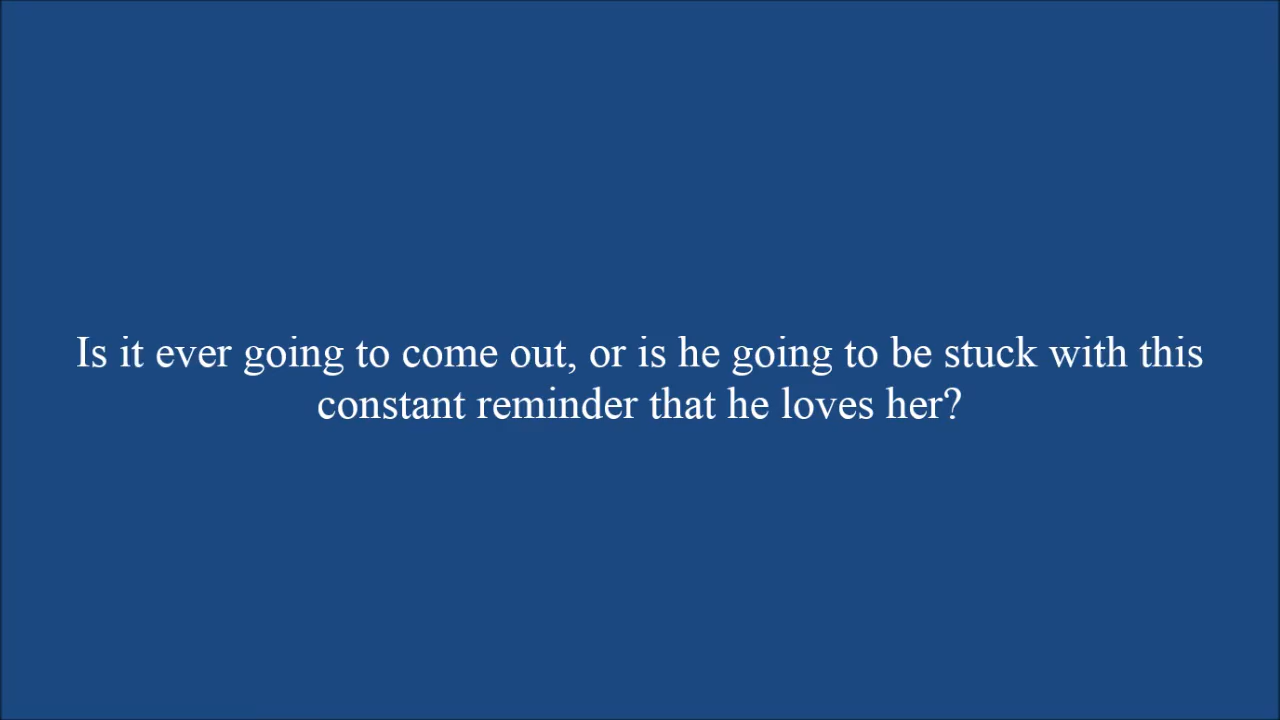 Is it ever going to come out, or is he going to be stuck with this
constant reminder that he loves her?